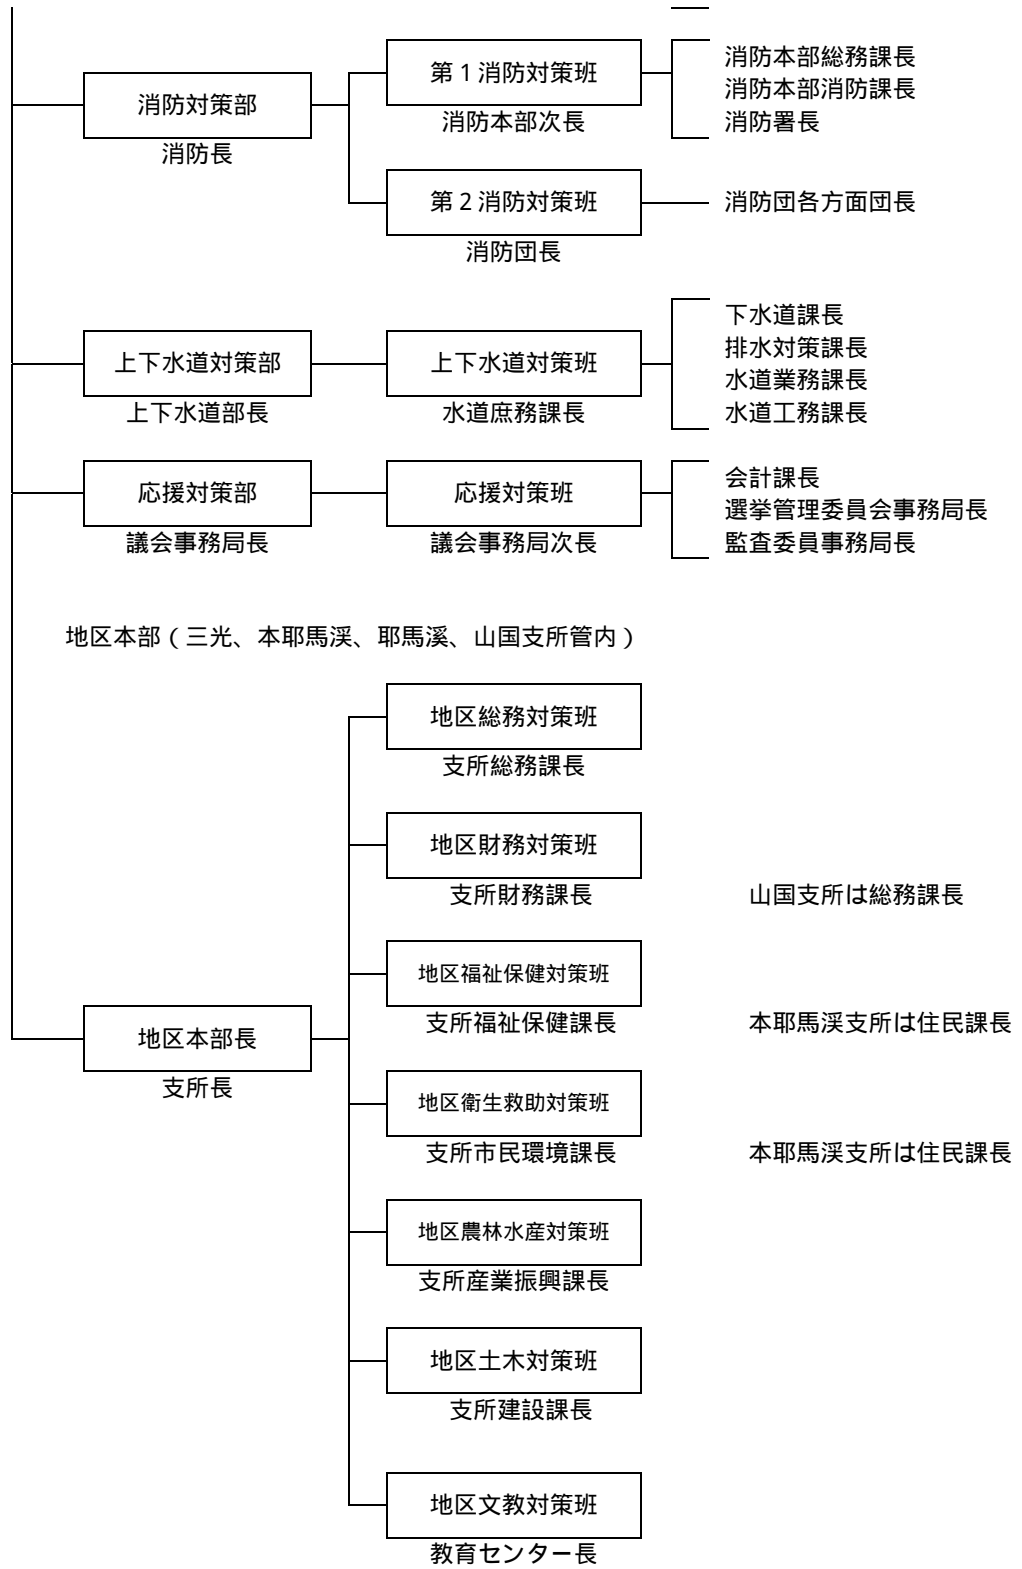 消防対策部
消防長
第1消防対策班
消防本部次長
消防本部総務課長
消防本部消防課長
消防署長
第2消防対策班
消防団長
消防団各方面団長
上下水道対策部
上下水道部長
上下水道対策班
水道庶務課長
下水道課長
排水対策課長
水道業務課長
水道工務課長
応援対策部
議会事務局長
応援対策班
議会事務局次長
会計課長
選挙管理委員会事務局長
監査委員事務局長
地区本部（三光、本耶馬渓、耶馬溪、山国支所管内）
地区本部長
支所長
地区総務対策班
支所総務課長
地区財務対策班
支所財務課長　山国支所は総務課長
地区福祉保健対策班
支所福祉保健課長　本耶馬渓支所は住民課長
地区衛生救助対策班
支所市民環境課長　本耶馬渓支所は住民課長
地区農林水産対策班
支所産業振興課長
地区土木対策班
支所建設課長
地区文教対策班
教育センター長